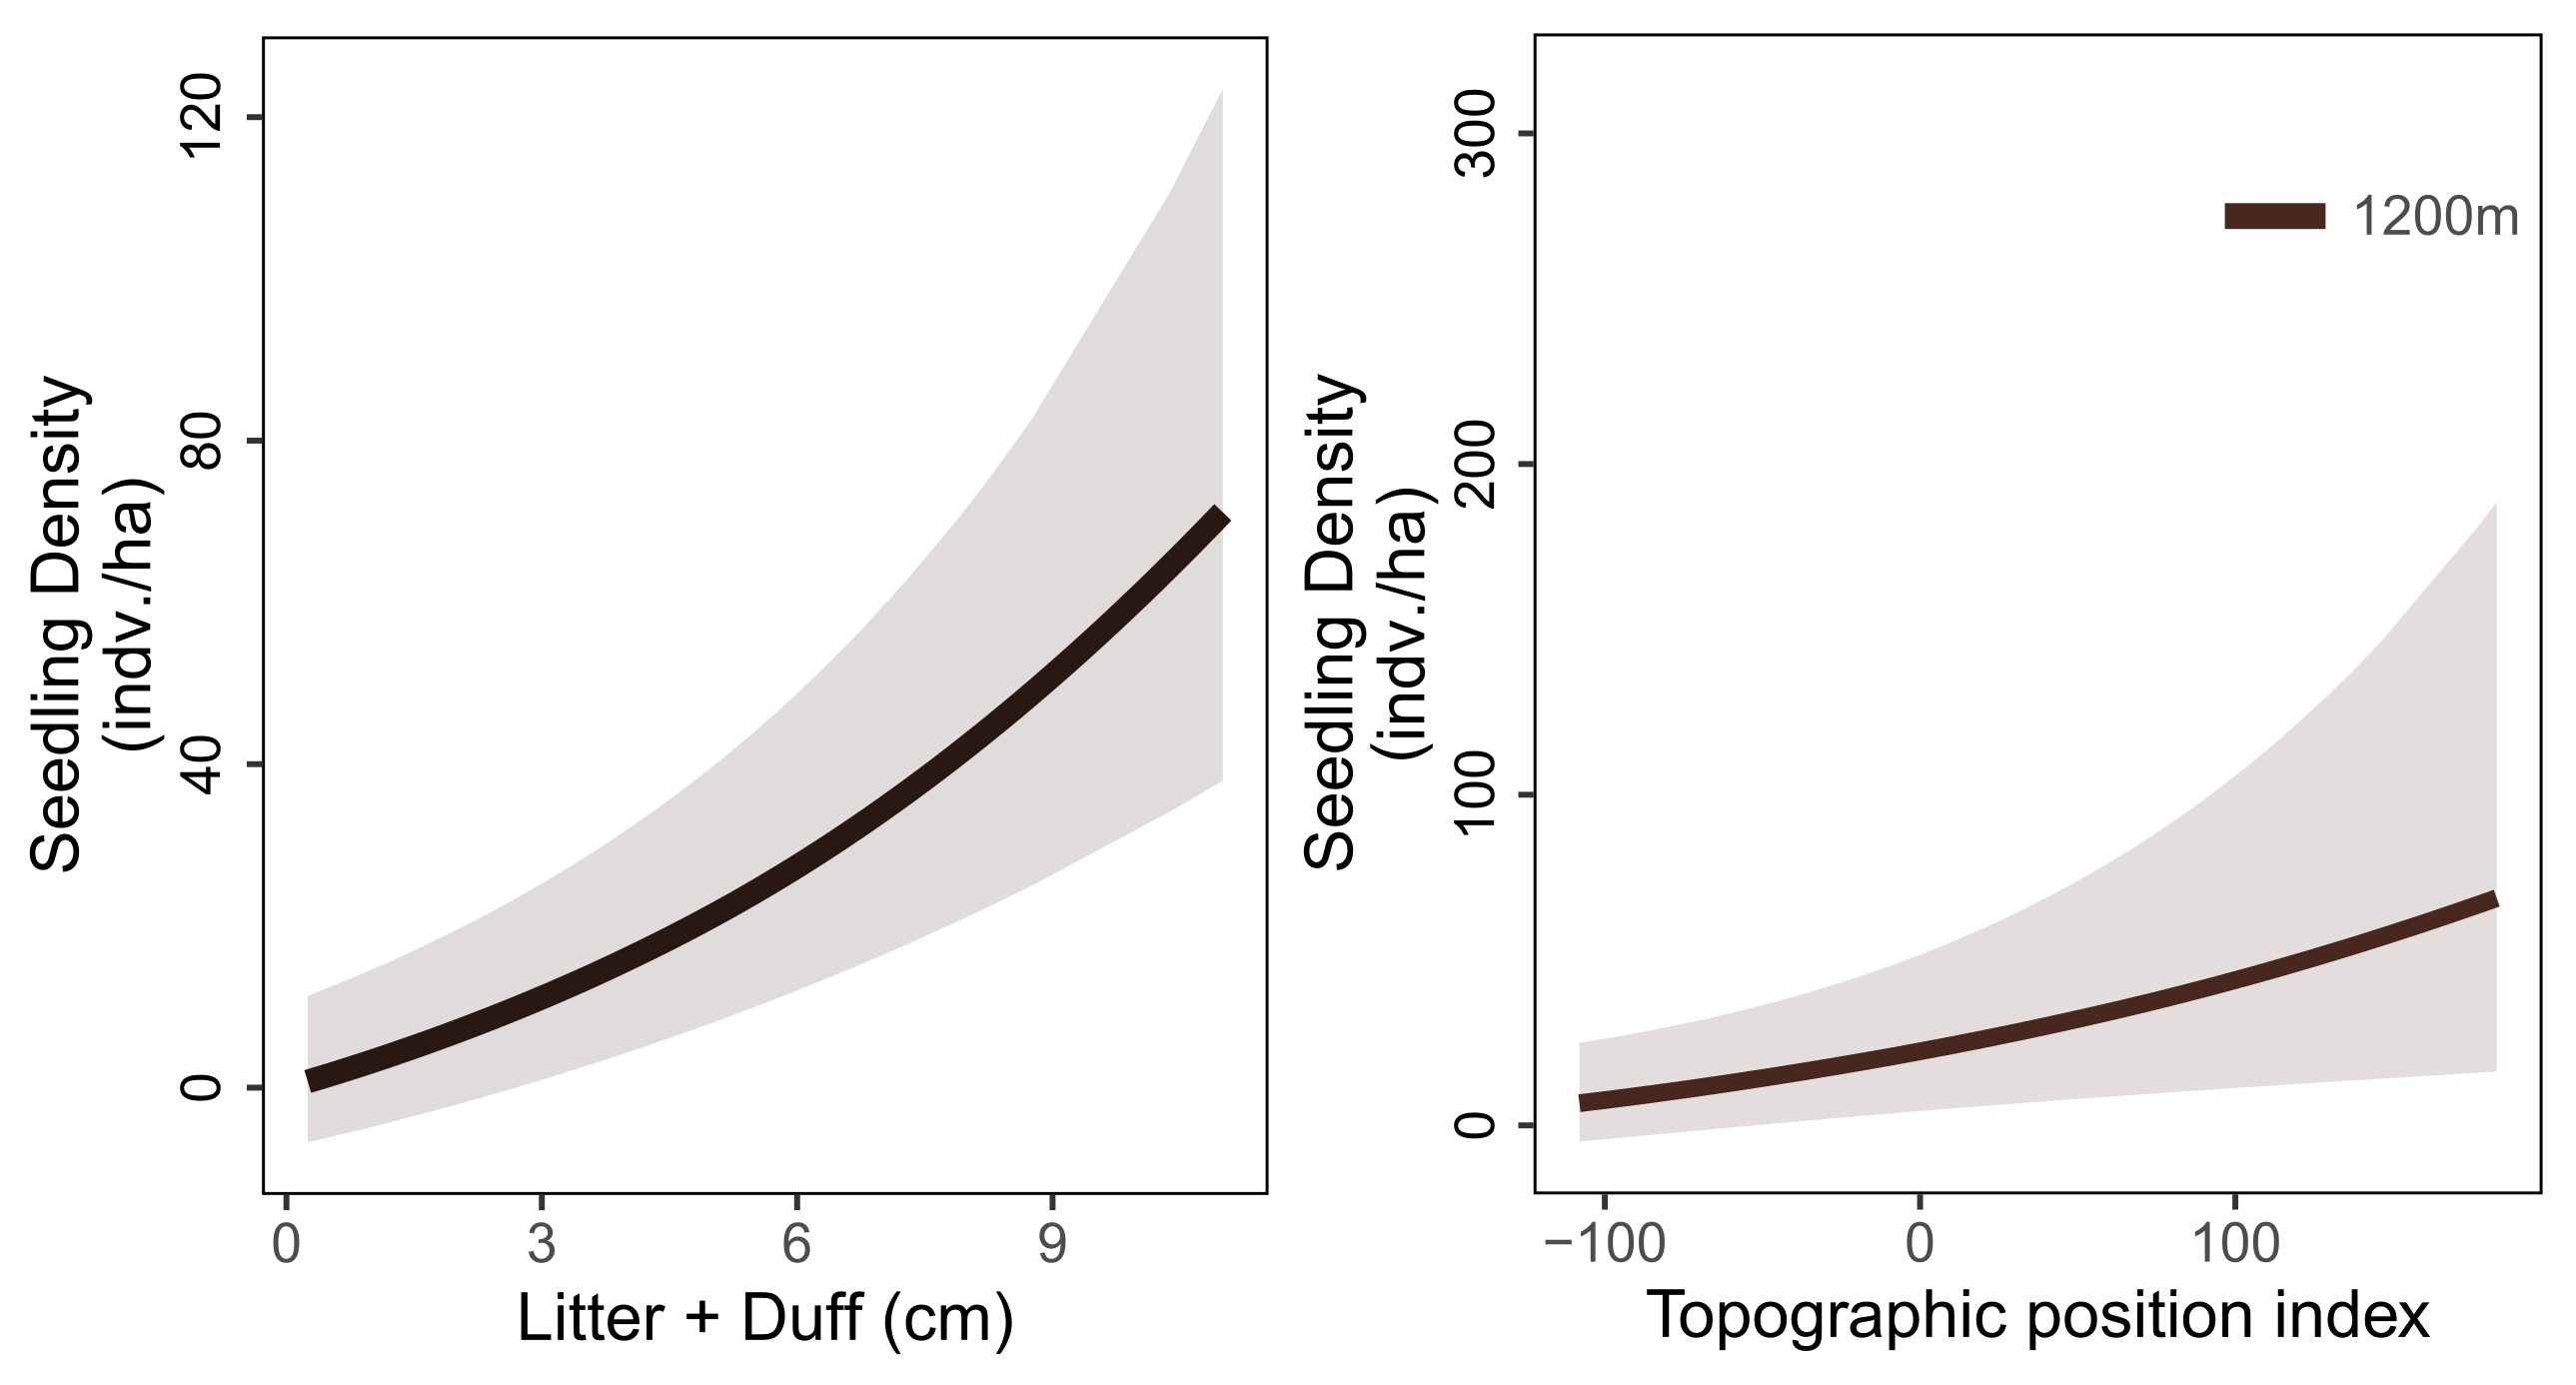 Seedling Density
(indv./ha)
120
80
40
0
0 3 6 9
Litter + Duff (cm)
Seedling Density
(indv./ha)
300
200
100
0
1200m
−100 0 100
Topographic position index